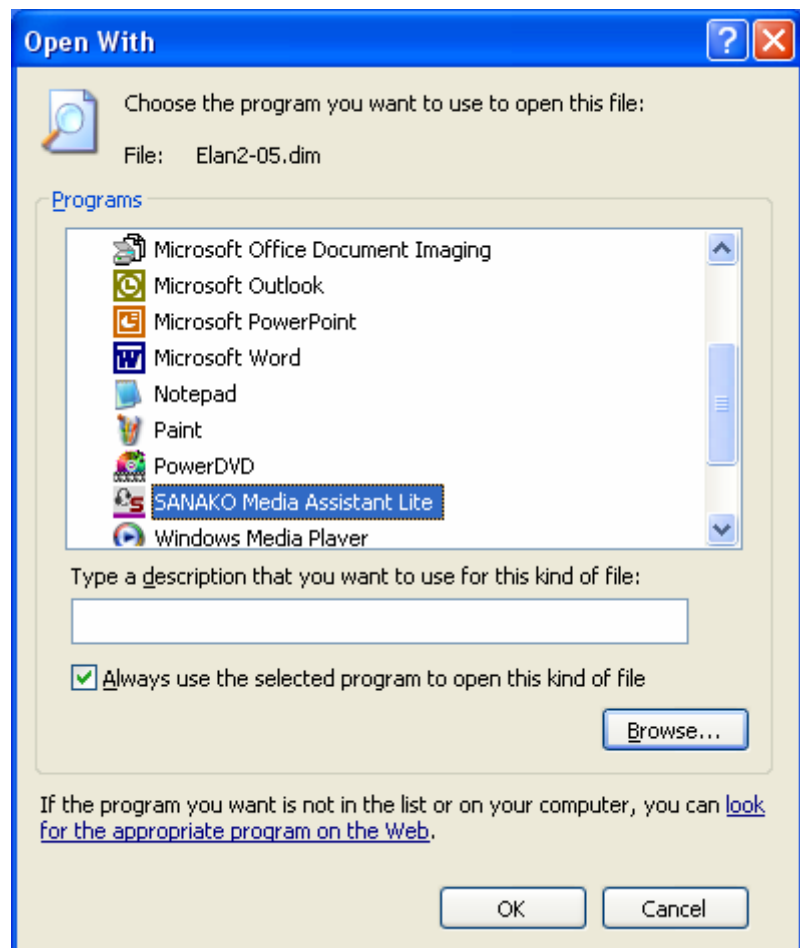 Open With
Choose the program you want to use to open this file:
File: Elan2-05.dim
Programs
Microsoft Office Document Imaging
Microsoft Outlook
Microsoft PowerPoint
Microsoft Word
Notepad
Paint
PowerDVD
SANAKO Media Assistant Lite
Windows Media Player
Type a description that you want to use for this kind of file:
Always use the selected program to open this kind of file
Browse...
If the program you want is not in the list or on your computer, you can look
for the appropriate program on the Web.
OK Cancel